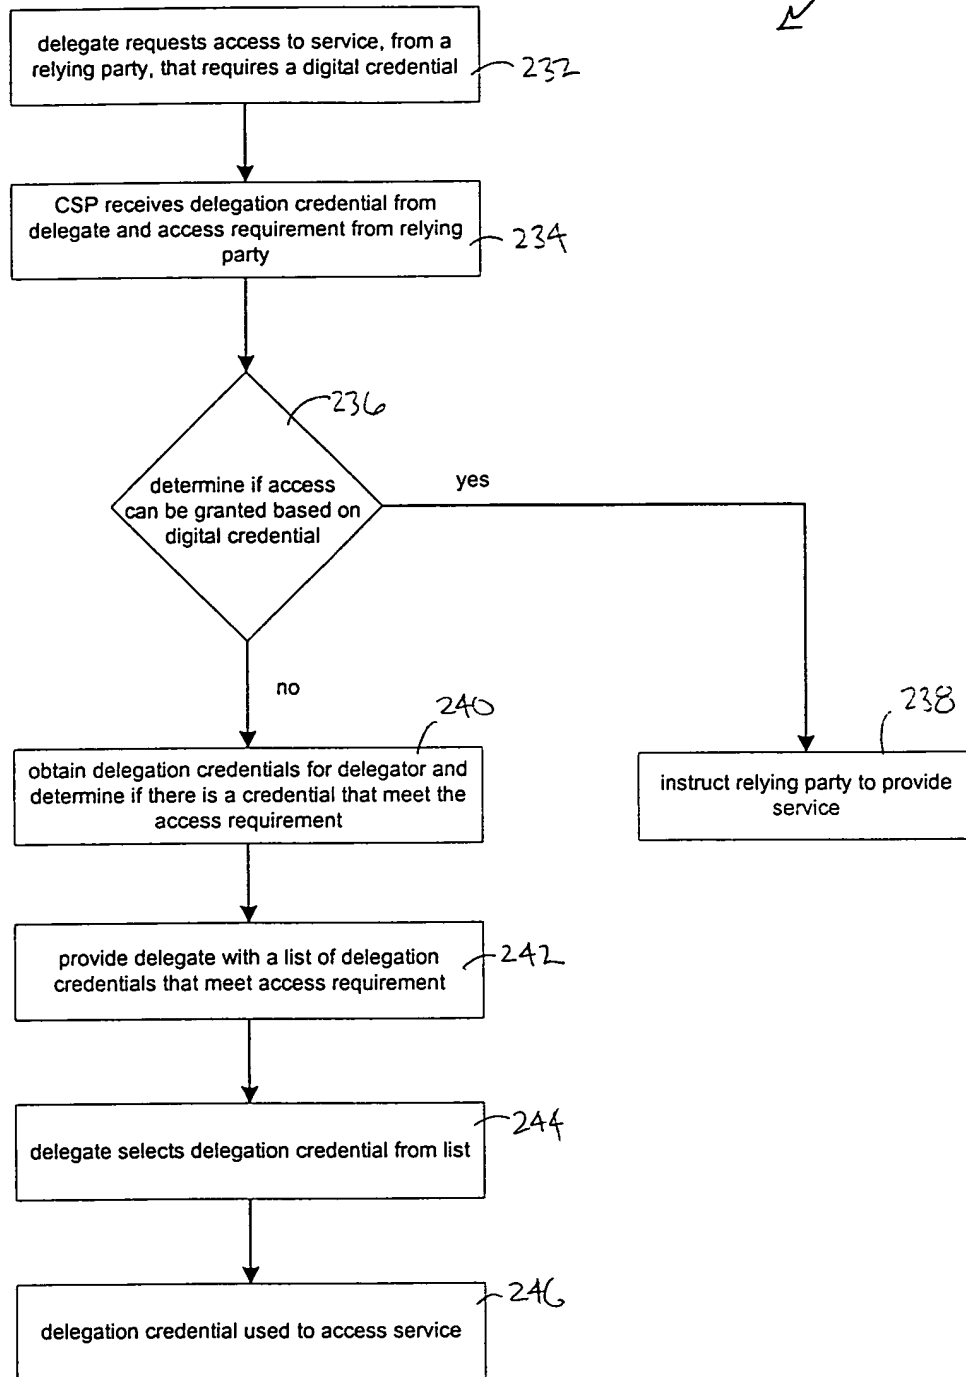 delegate requests access to service, from a
relying party, that requires a digital credential
232
CSP receives delegation credential from
delegate and access requirement from relying
party
234
236
determine if access
can be granted based on
digital credential
yes
no
240
obtain delegation credentials for delegator and
determine if there is a credential that meet the
access requirement
238
instruct relying party to provide
service
provide delegate with a list of delegation
credentials that meet access requirement
242
delegate selects delegation credential from list
244
delegation credential used to access service
246